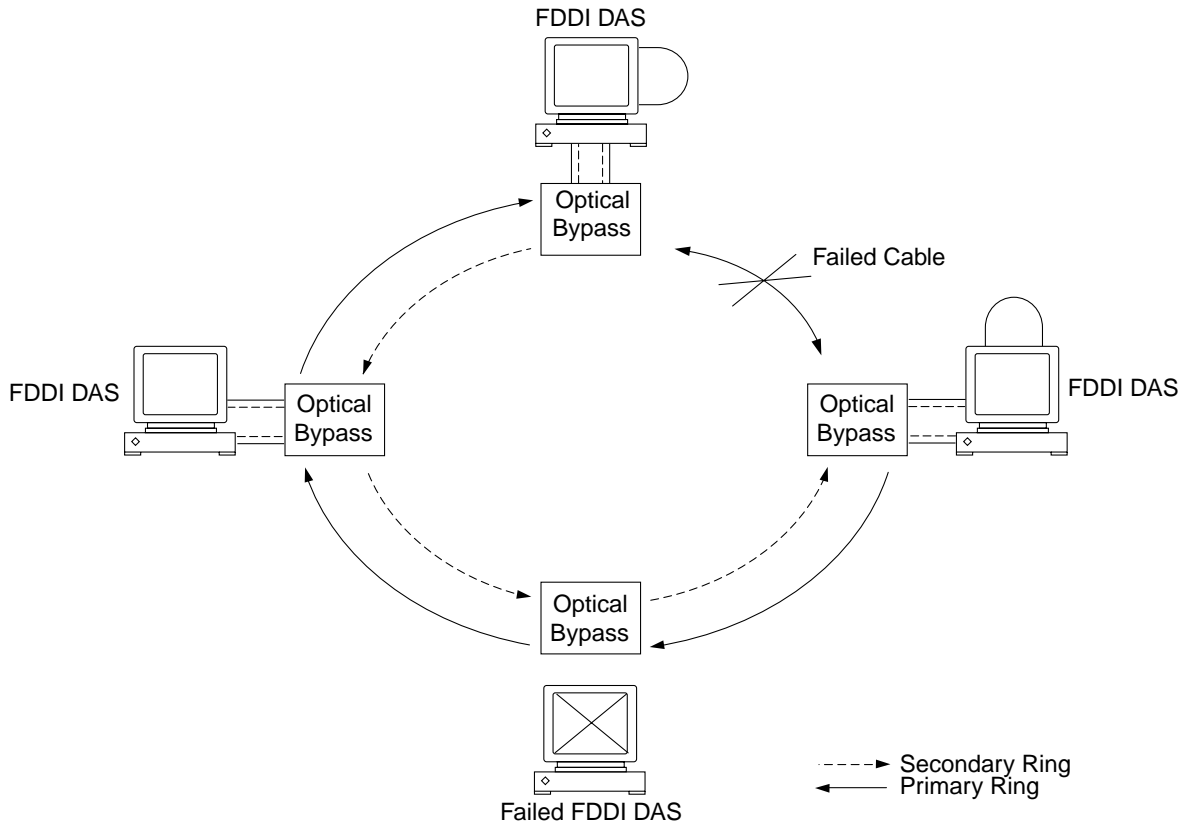 FDDI DAS
Optical
Bypass
Failed Cable
FDDI DAS
Optical
Bypass
Optical
Bypass
FDDI DAS
Optical
Bypass
Secondary Ring
Primary Ring
Failed FDDI DAS